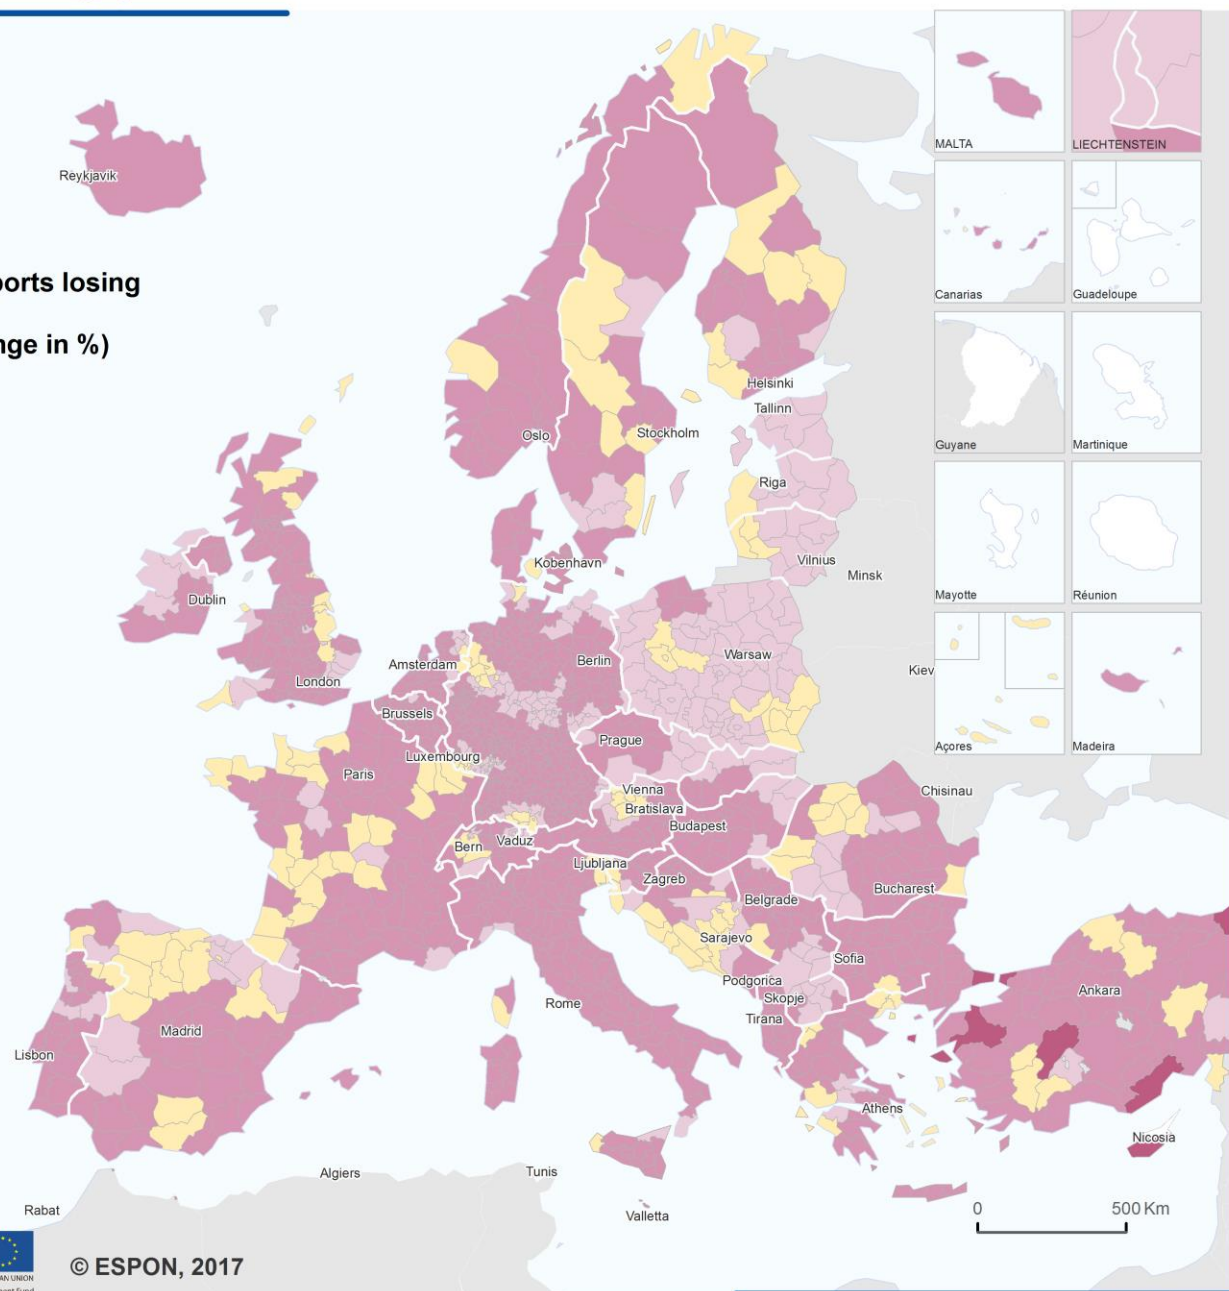 ports losing
nge in %)
Reykjavik
MALTA
LIECHTENSTEIN
Canarias
Guadeloupe
Guyane
Martinique
Mayotte
Réunion
Açores
Madeira
Helsinki
Tallinn
Oslo
Stockholm
Riga
København
Vilnius
Minsk
Dublin
Amsterdam
Berlin
Warsaw
London
Kiev
Brussels
Prague
Luxembourg
Paris
Vienna
Chisinau
Bratislava
Budapest
Bern
Vaduz
Ljubljana
Zagreb
Bucharest
Belgrade
Sarajevo
Sofia
Podgorica
Skopje
Ankara
Rome
Tirana
Madrid
Lisbon
Athens
Nicosia
Algiers
Tunis
Rabat
Valletta
0
500 Km
AN UNION
© ESPON, 2017